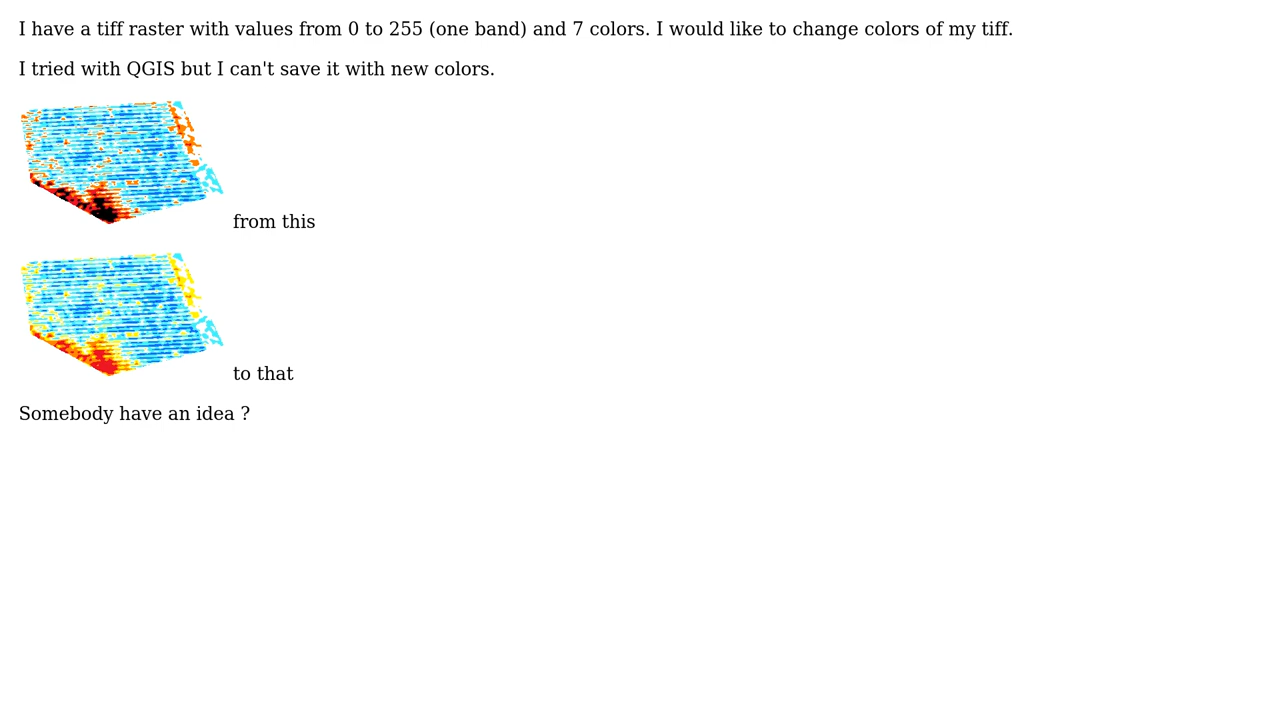 I have a tiff raster with values from 0 to 255 (one band) and 7 colors. I would like to change colors of my tiff.
I tried with QGIS but I can't save it with new colors.
from this
to that
Somebody have an idea ?